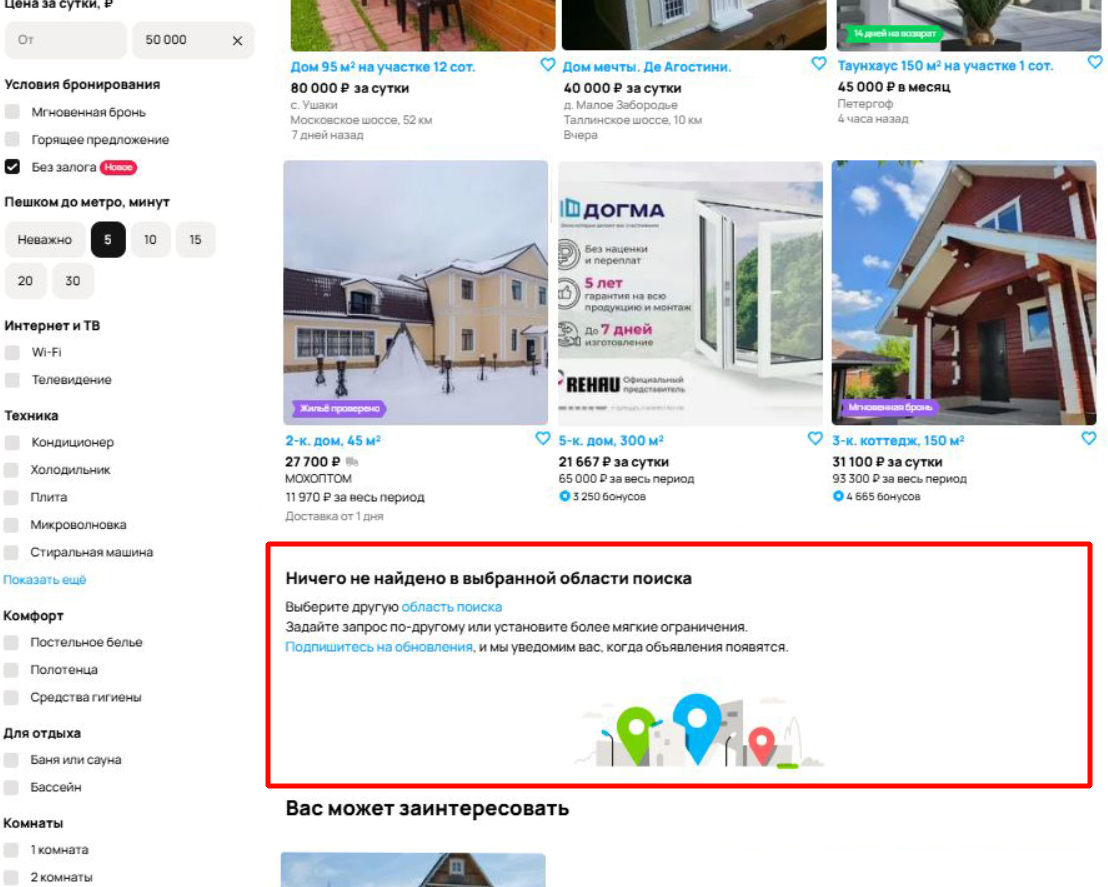 Цена за сутки, ₽
От
50 000
Условия бронирования
Мгновенная бронь
Горящее предложение
Без залога Новое
Пешком до метро, минут
Неважно 5 10 15
20 30
Интернет и ТВ
Wi-Fi
Телевидение
Техника
Кондиционер
Холодильник
Плита
Микроволновка
Стиральная машина
Показать ещё
Комфорт
Постельное белье
Полотенца
Средства гигиены
Для отдыха
Баня или сауна
Бассейн
Комнаты
1 комната
2 комнаты
Дом 95 м² на участке 12 сот.
80 000 ₽ за сутки
с. Ушаки
Московское шоссе, 52 км
7 дней назад
Дом мечты. Де Агостини.
40 000 ₽ за сутки
д. Малое Забородье
Таллинское шоссе, 10 км
Вчера
14 дней на возврат
Таунхаус 150 м² на участке 1 сот.
45 000 ₽ в месяц
Петергоф
4 часа назад
Жильё проверено
2-к. дом, 45 м²
27 700 ₽
МОХОПТОМ
11 970 ₽ за весь период
Доставка от 1 дня
ДОГМА
Без наценки
и переплат
5 лет
гарантия на всю
продукцию и монтаж
До 7 дней
изготовление
REHAU Официальный
представитель
5-к. дом, 300 м²
21 667 ₽ за сутки
65 000 ₽ за весь период
3 250 бонусов
Мгновенная бронь
3-к. коттедж, 150 м²
31 100 ₽ за сутки
93 300 ₽ за весь период
4 665 бонусов
Ничего не найдено в выбранной области поиска
Выберите другую область поиска
Задайте запрос по-другому или установите более мягкие ограничения.
Подпишитесь на обновления, и мы уведомим вас, когда объявления появятся.
Вас может заинтересовать